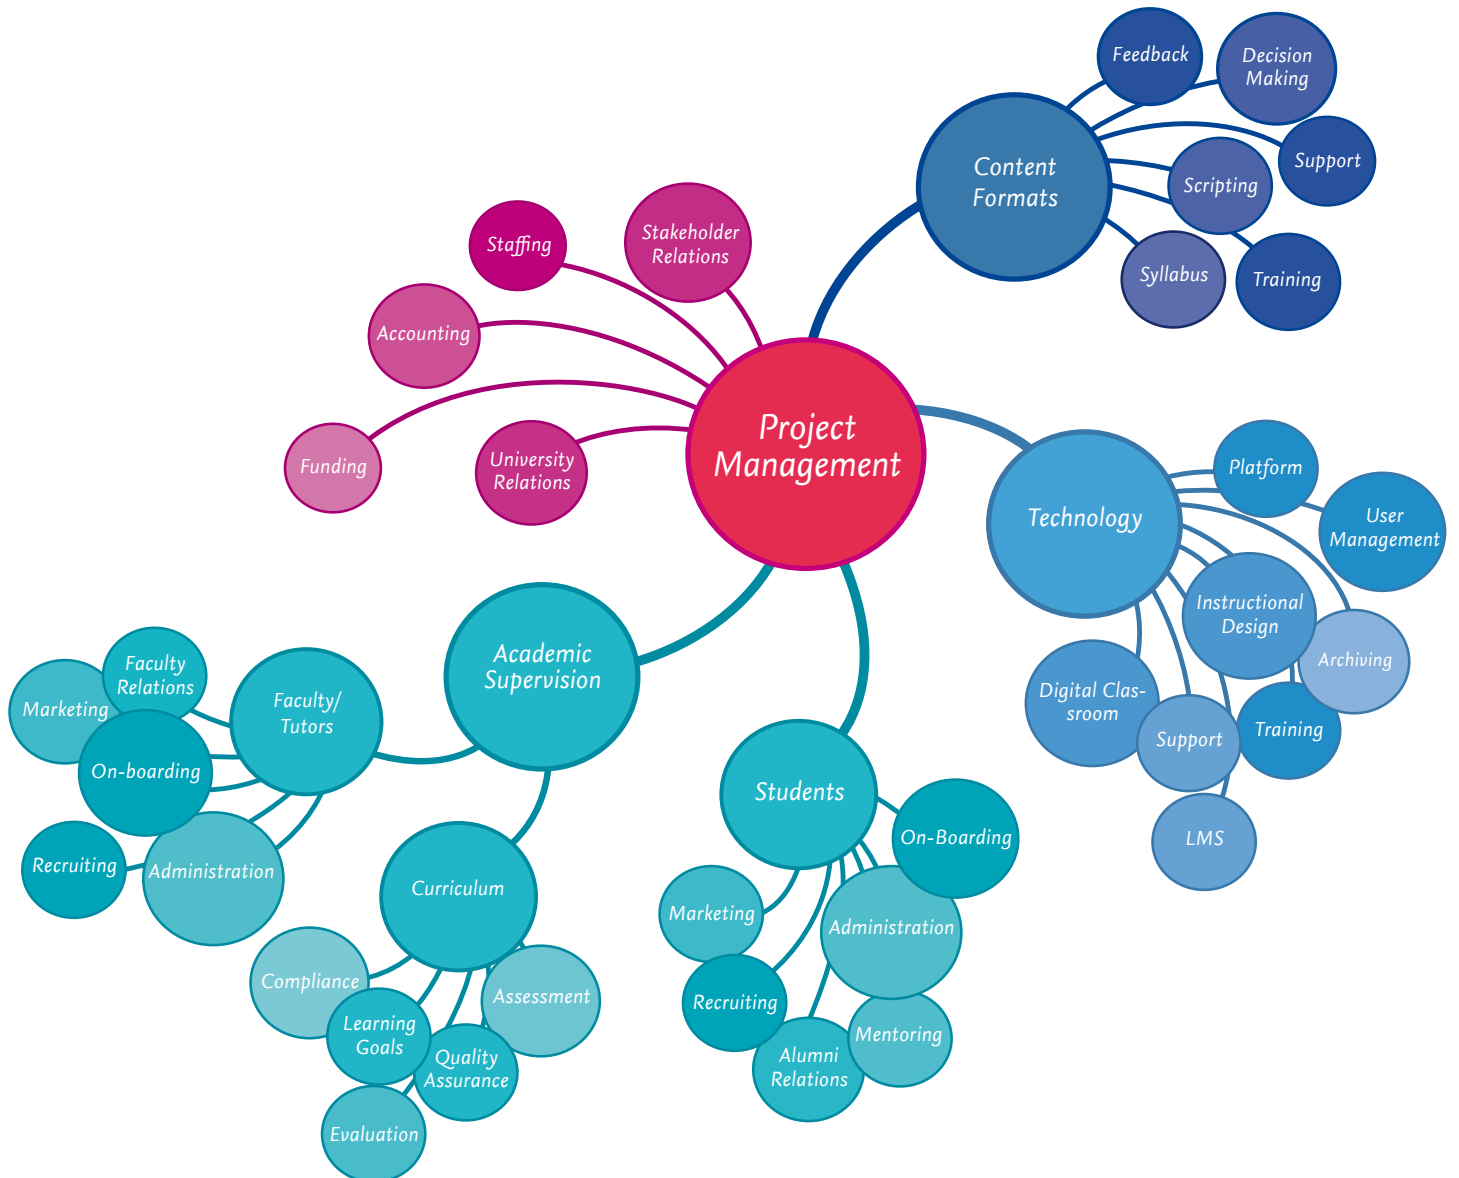 Project
Management
Content
Formats
Feedback
Decision
Making
Support
Scripting
Training
Syllabus
Stakeholder
Relations
Staffing
Accounting
Funding
University
Relations
Technology
Platform
User
Management
Archiving
Instructional
Design
Training
LMS
Support
Digital Clas-
sroom
Academic
Supervision
Faculty/
Tutors
Faculty
Relations
Marketing
On-boarding
Recruiting
Administration
Curriculum
Compliance
Learning
Goals
Evaluation
Quality
Assurance
Assessment
Students
On-Boarding
Administration
Mentoring
Alumni
Relations
Recruiting
Marketing